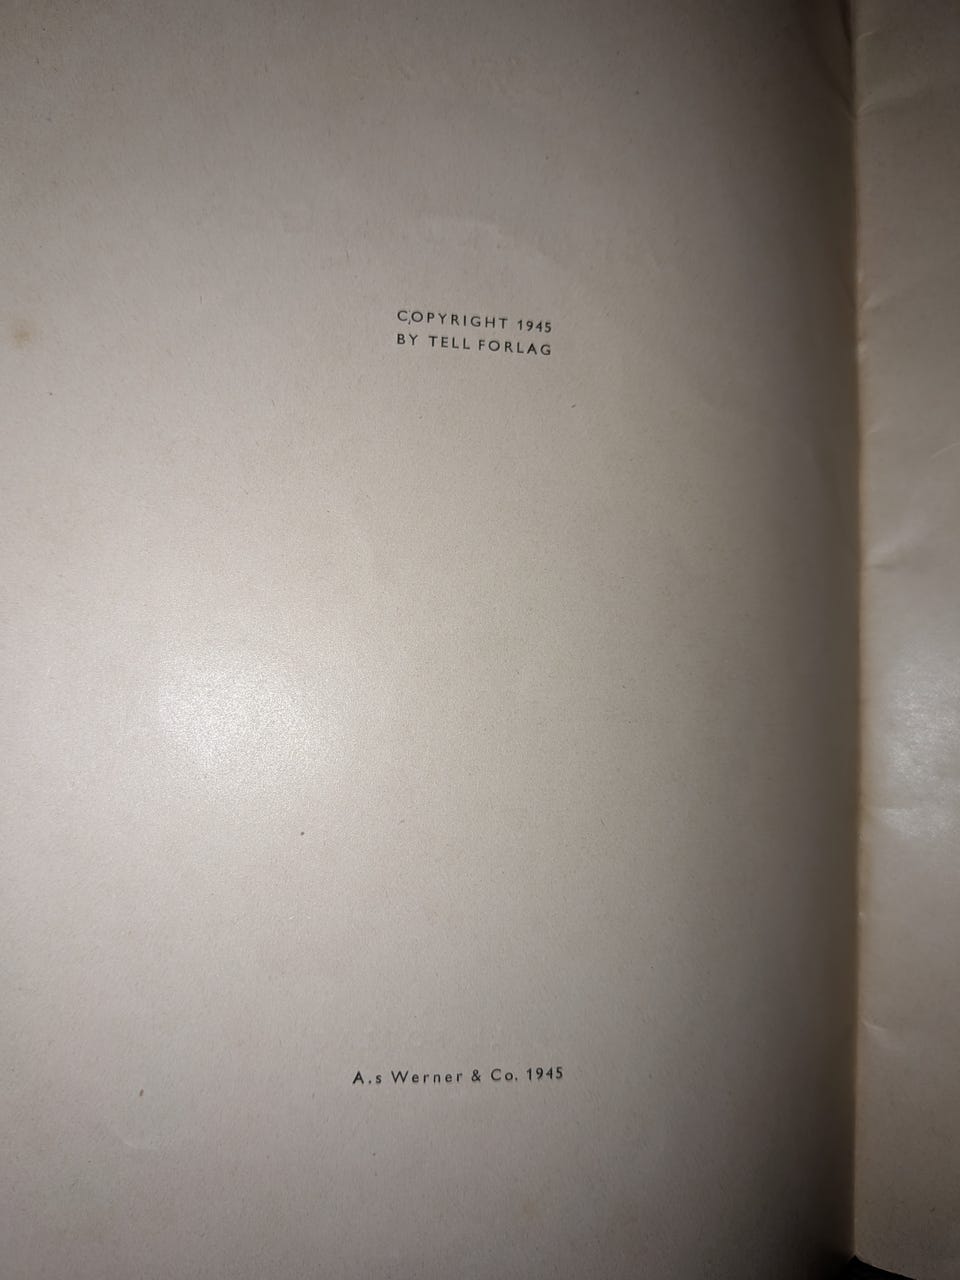 COPYRIGHT 1945
BY TELL FORLAG
A.s Werner & Co. 1945